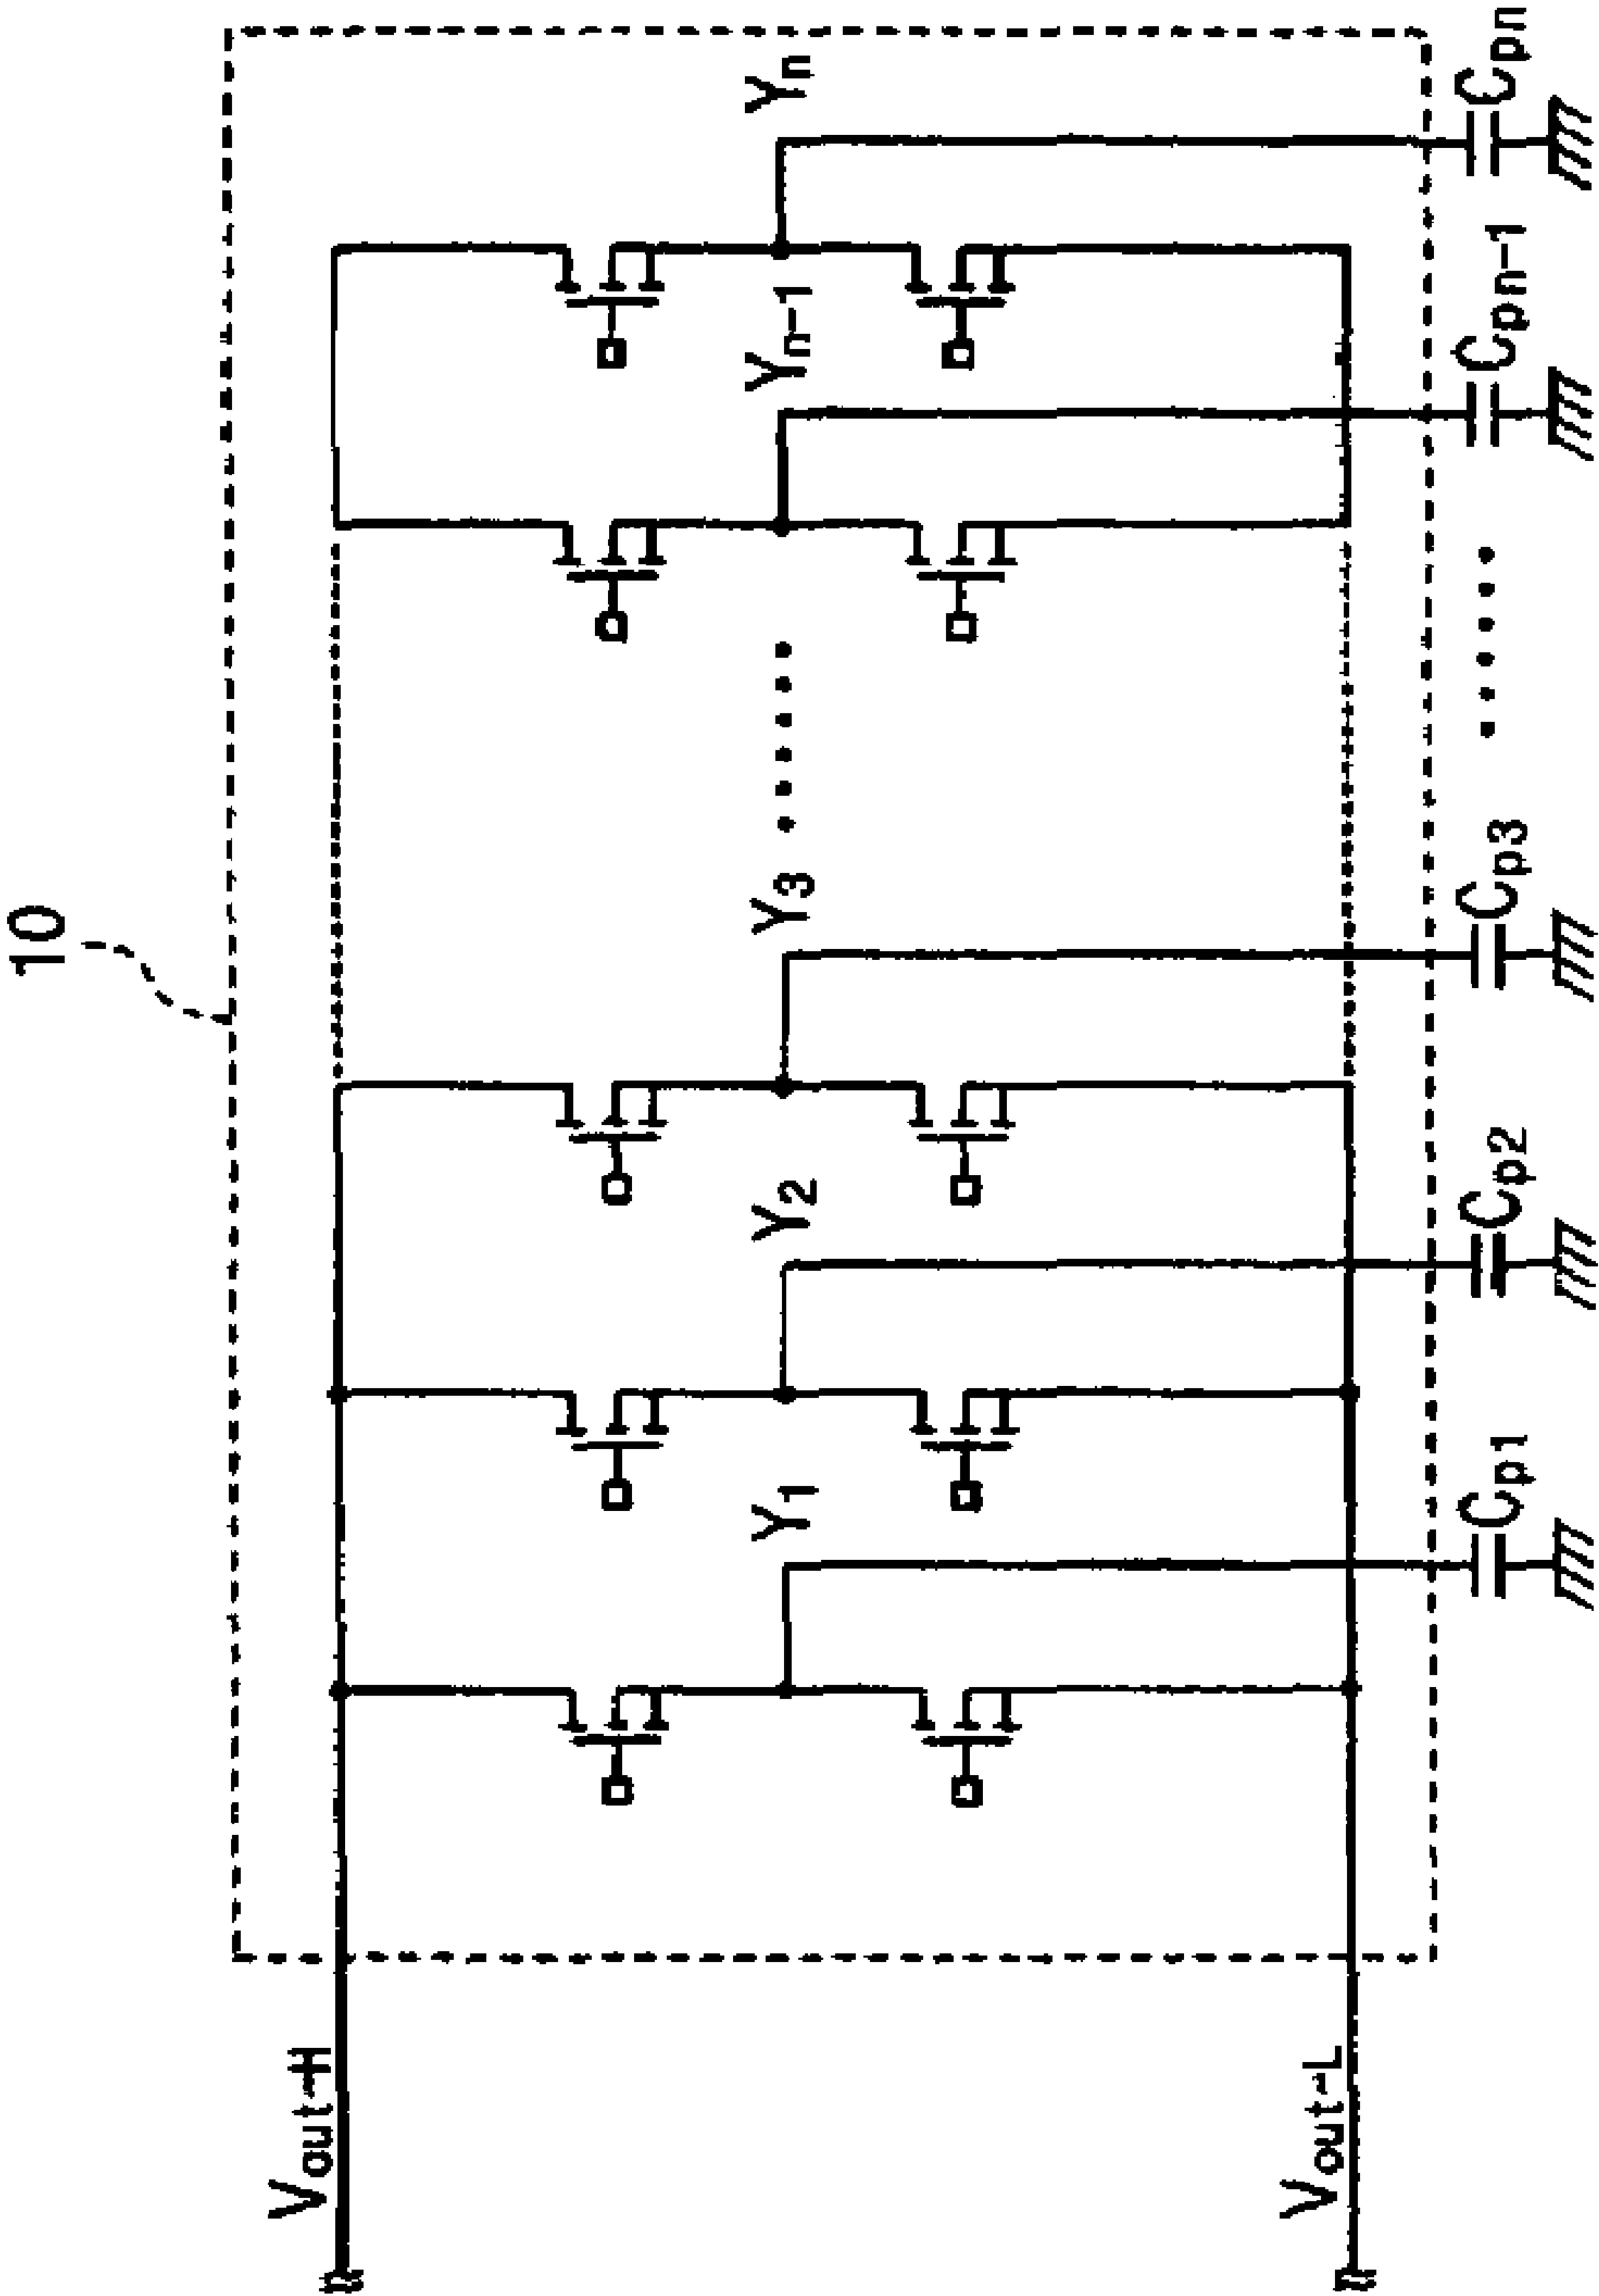 10
Vout-H
Y1
Y2
Y3
Yn-1
Yn
Vout-L
Cp1
Cp2
Cp3
Cpn-1
Cpn